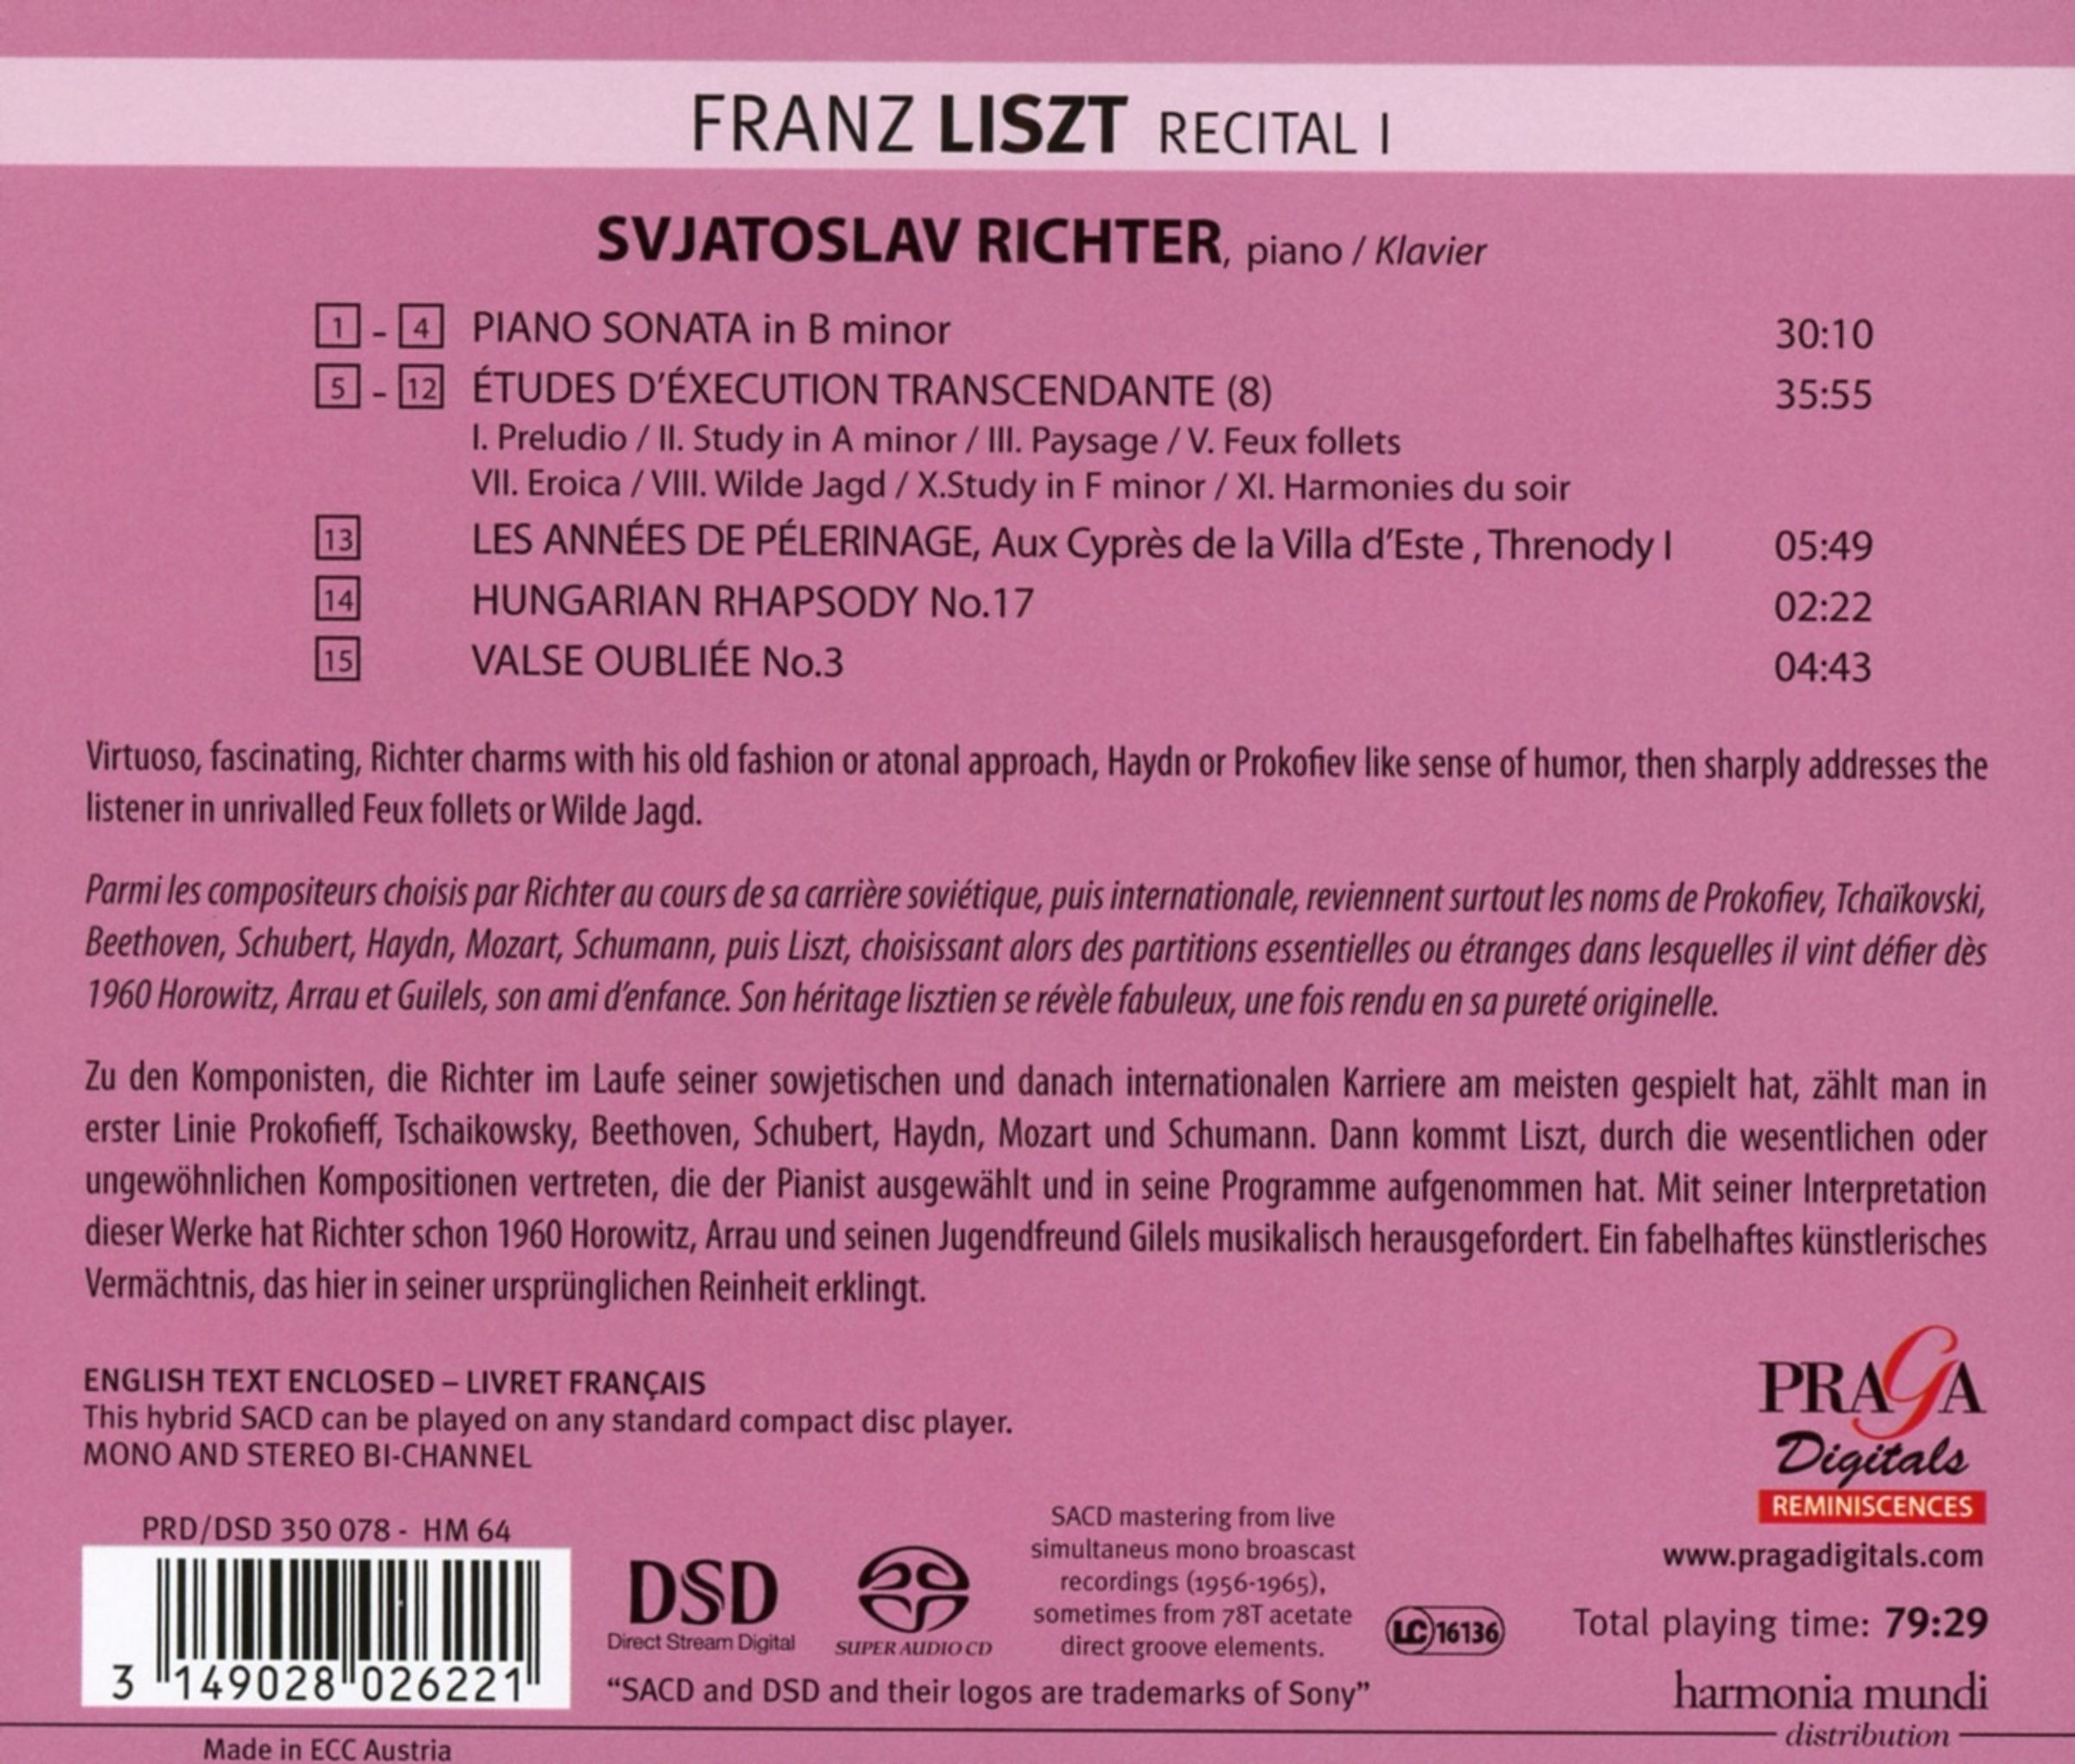 FRANZ LISZT RECITAL I
SVJATOSLAV RICHTER, piano / Klavier
1 - 4 PIANO SONATA in B minor 30:10
5 - 12 ÉTUDES D'ÉXECUTION TRANSCENDANTE (8) 35:55
I. Preludio / II. Study in A minor / III. Paysage / V. Feux follets
VII. Eroica / VIII. Wilde Jagd / X.Study in F minor / XI. Harmonies du soir
13 LES ANNÉES DE PÉLERINAGE, Aux Cyprès de la Villa d'Este , Threnody I 05:49
14 HUNGARIAN RHAPSODY No.17 02:22
15 VALSE OUBLIÉE No.3 04:43
Virtuoso, fascinating, Richter charms with his old fashion or atonal approach, Haydn or Prokofiev like sense of humor, then sharply addresses the
listener in unrivalled Feux follets or Wilde Jagd.
Parmi les compositeurs choisis par Richter au cours de sa carrière soviétique, puis internationale, reviennent surtout les noms de Prokofiev, Tchaïkovski,
Beethoven, Schubert, Haydn, Mozart, Schumann, puis Liszt, choisissant alors des partitions essentielles ou étranges dans lesquelles il vint défier dès
1960 Horowitz, Arrau et Guilels, son ami d'enfance. Son héritage lisztien se révèle fabuleux, une fois rendu en sa pureté originelle.
Zu den Komponisten, die Richter im Laufe seiner sowjetischen und danach internationalen Karriere am meisten gespielt hat, zählt man in
erster Linie Prokofieff, Tschaikowsky, Beethoven, Schubert, Haydn, Mozart und Schumann. Dann kommt Liszt, durch die wesentlichen oder
ungewöhnlichen Kompositionen vertreten, die der Pianist ausgewählt und in seine Programme aufgenommen hat. Mit seiner Interpretation
dieser Werke hat Richter schon 1960 Horowitz, Arrau und seinen Jugendfreund Gilels musikalisch herausgefordert. Ein fabelhaftes künstlerisches
Vermächtnis, das hier in seiner ursprünglichen Reinheit erklingt.
ENGLISH TEXT ENCLOSED – LIVRET FRANÇAIS
This hybrid SACD can be played on any standard compact disc player.
MONO AND STEREO BI-CHANNEL
PRAGA
Digitals
REMINISCENCES
www.pragadigitals.com
PRD/DSD 350 078 - HM 64
3 149028 026221
DSD
Direct Stream Digital
SUPER AUDIO CD
SACD mastering from live
simultaneus mono broascast
recordings (1956-1965),
sometimes from 78T acetate
direct groove elements.
LC 16136
Total playing time: 79:29
"SACD and DSD and their logos are trademarks of Sony"
harmonia mundi
distribution
Made in ECC Austria